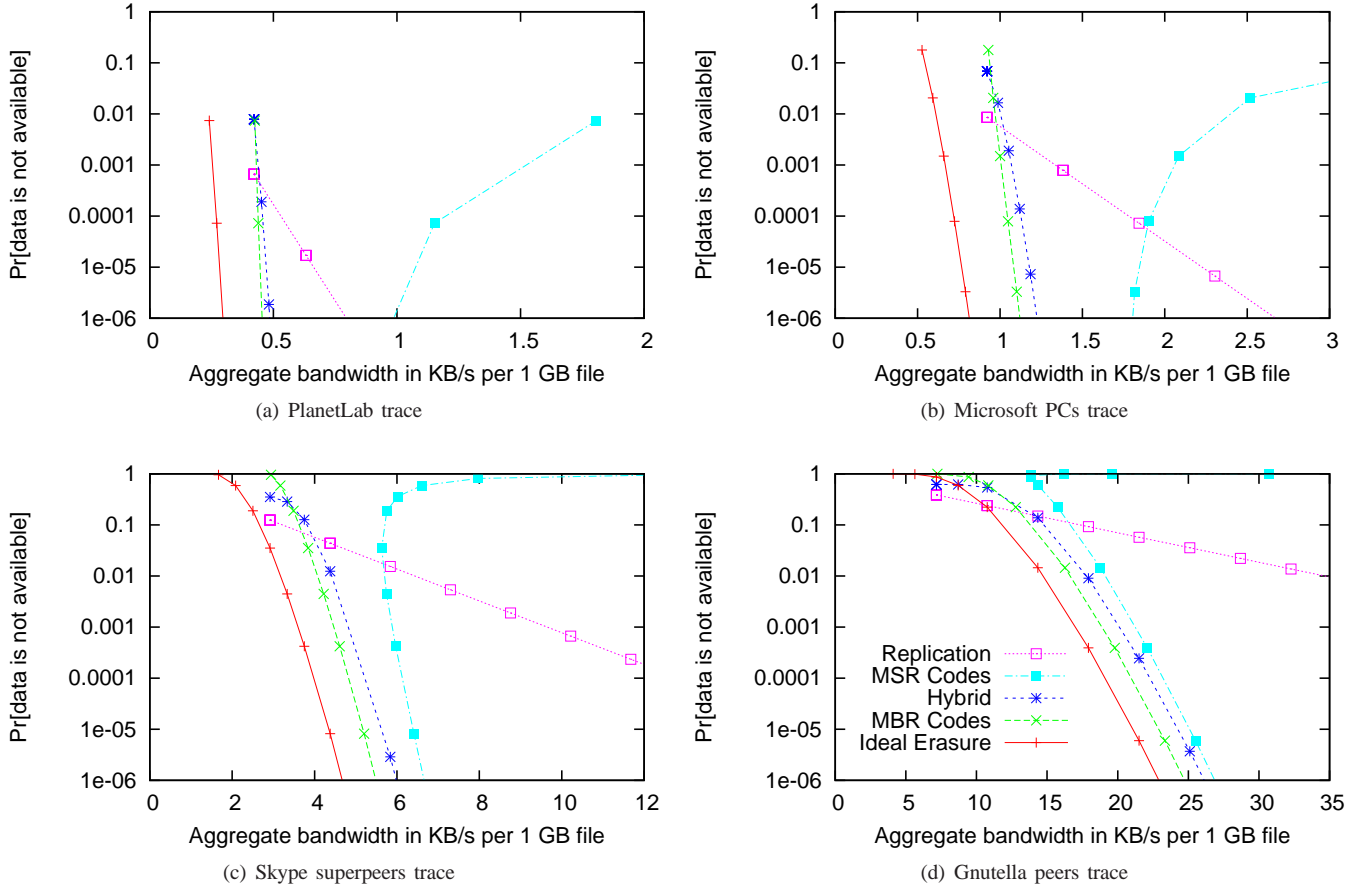 Pr[data is not available]
1
0.1
0.01
0.001
0.0001
1e-05
1e-06
0 0.5 1 1.5 2
Aggregate bandwidth in KB/s per 1 GB file
(a) PlanetLab trace
Pr[data is not available]
1
0.1
0.01
0.001
0.0001
1e-05
1e-06
0 0.5 1 1.5 2 2.5 3
Aggregate bandwidth in KB/s per 1 GB file
(b) Microsoft PCs trace
Pr[data is not available]
1
0.1
0.01
0.001
0.0001
1e-05
1e-06
0 2 4 6 8 10 12
Aggregate bandwidth in KB/s per 1 GB file
(c) Skype superpeers trace
Pr[data is not available]
1
0.1
0.01
0.001
0.0001
1e-05
1e-06
Replication
MSR Codes
Hybrid
MBR Codes
Ideal Erasure
0 5 10 15 20 25 30 35
Aggregate bandwidth in KB/s per 1 GB file
(d) Gnutella peers trace